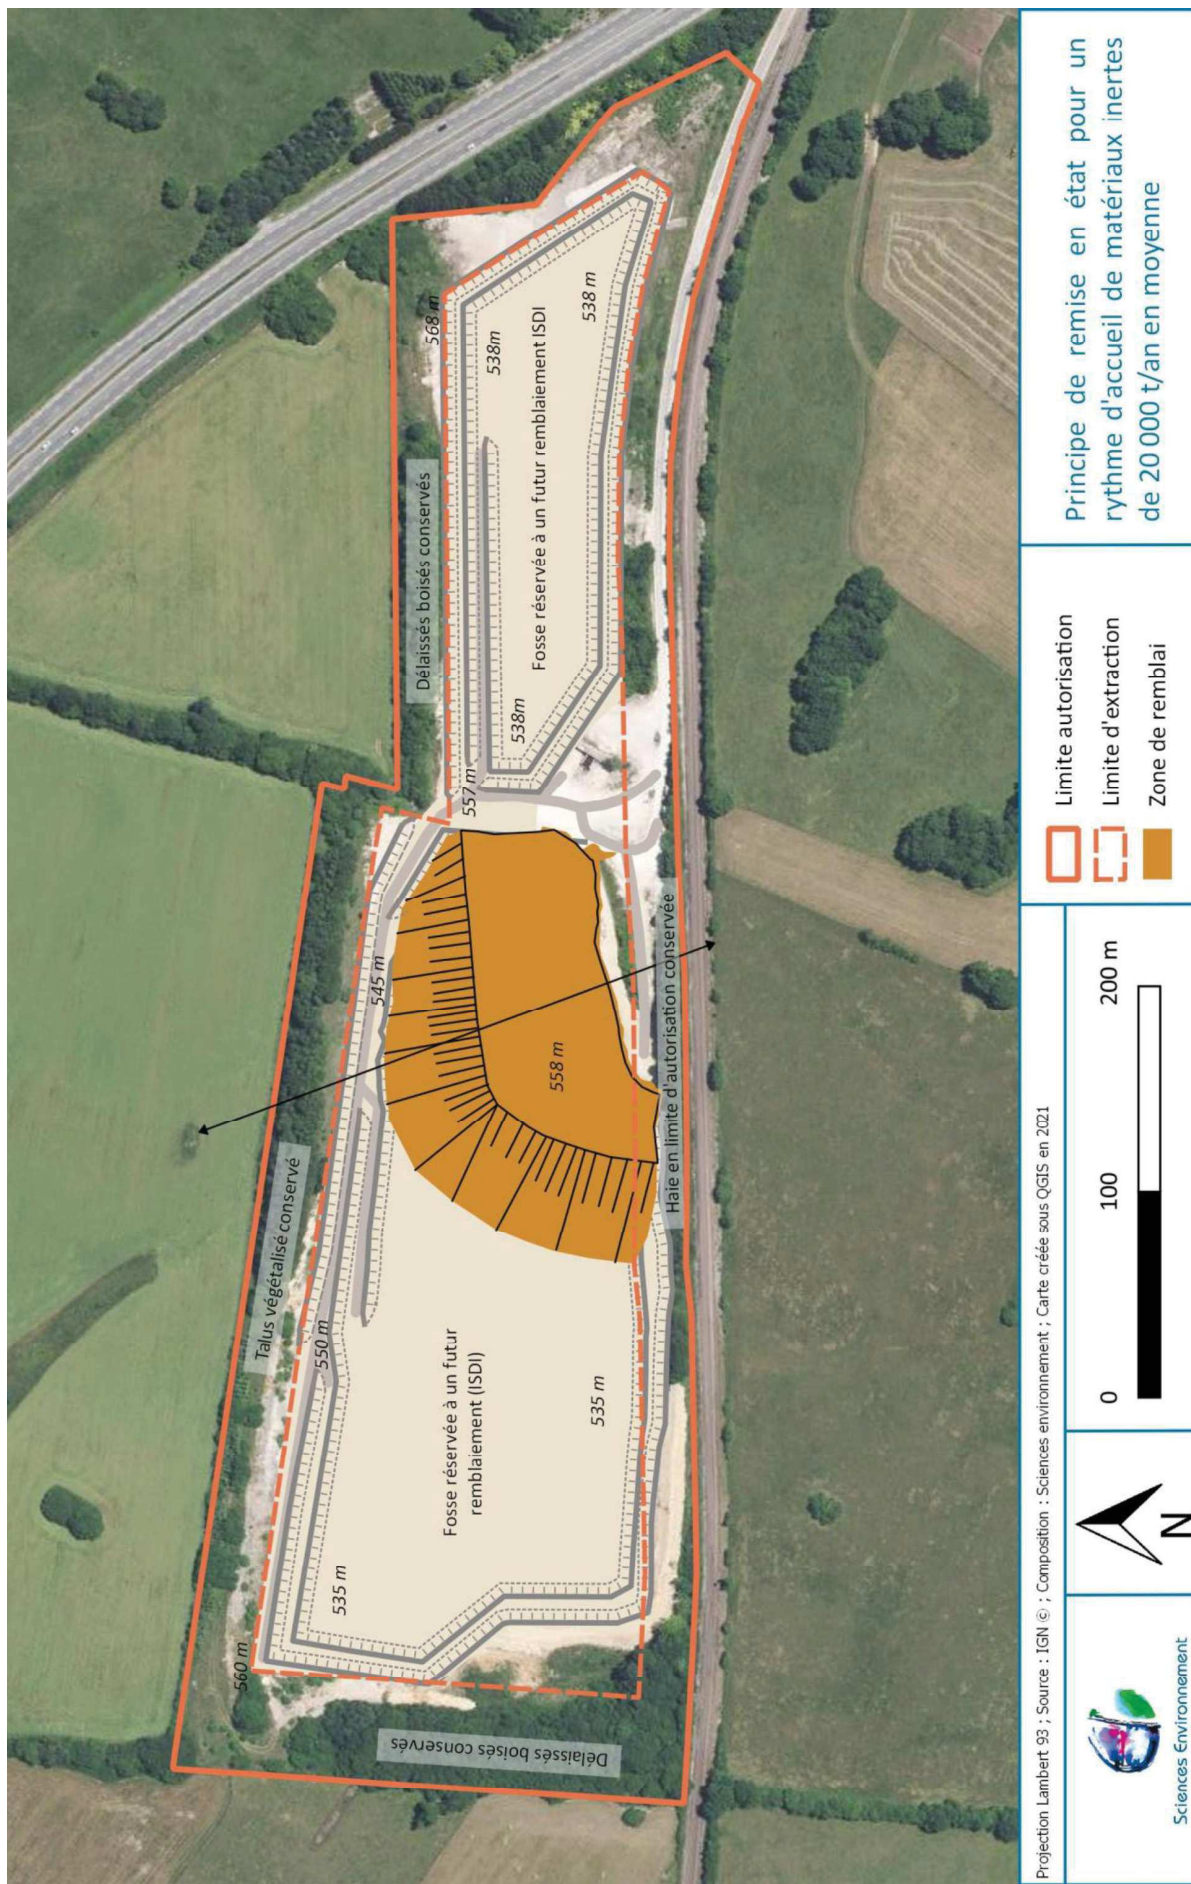 Talus végétalisé conservé
Délaissés boisés conservés
560 m
550 m
545 m
557 m
568 m
535 m
538m
538m
538 m
Fosse réservée à un futur
remblaiement (ISDI)
558 m
Fosse réservée à un futur remblaiement ISDI
535 m
Délaissés boisés conservés
Haie en limite d'autorisation conservée
Projection Lambert 93 ; Source : IGN © ; Composition : Sciences environnement ; Carte créée sous QGIS en 2021
Sciences Environnement
N
0
100
200 m
Limite autorisation
Limite d'extraction
Zone de remblai
Principe de remise en état pour un
rythme d'accueil de matériaux inertes
de 20 000 t/an en moyenne